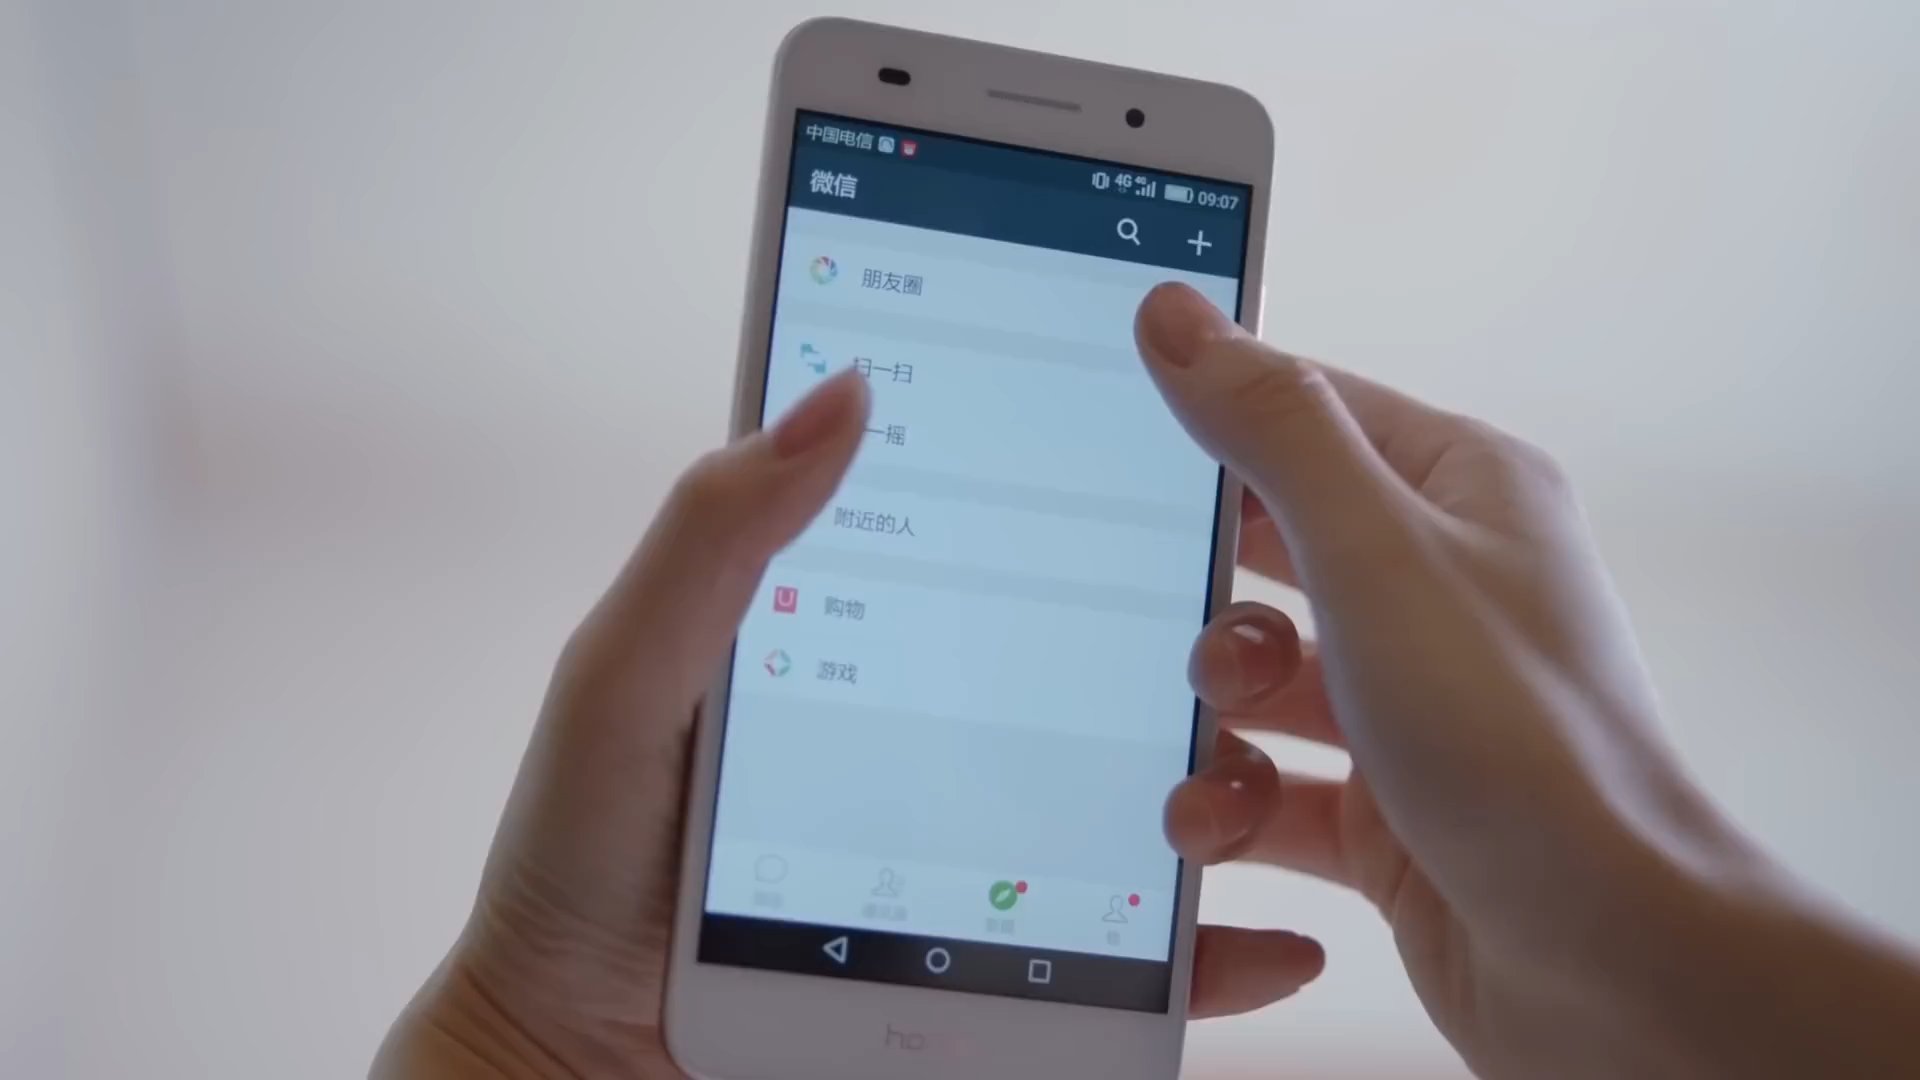 中国电信
4G 4G 09:07
微信
朋友圈
扫一扫
一摇
附近的人
购物
游戏